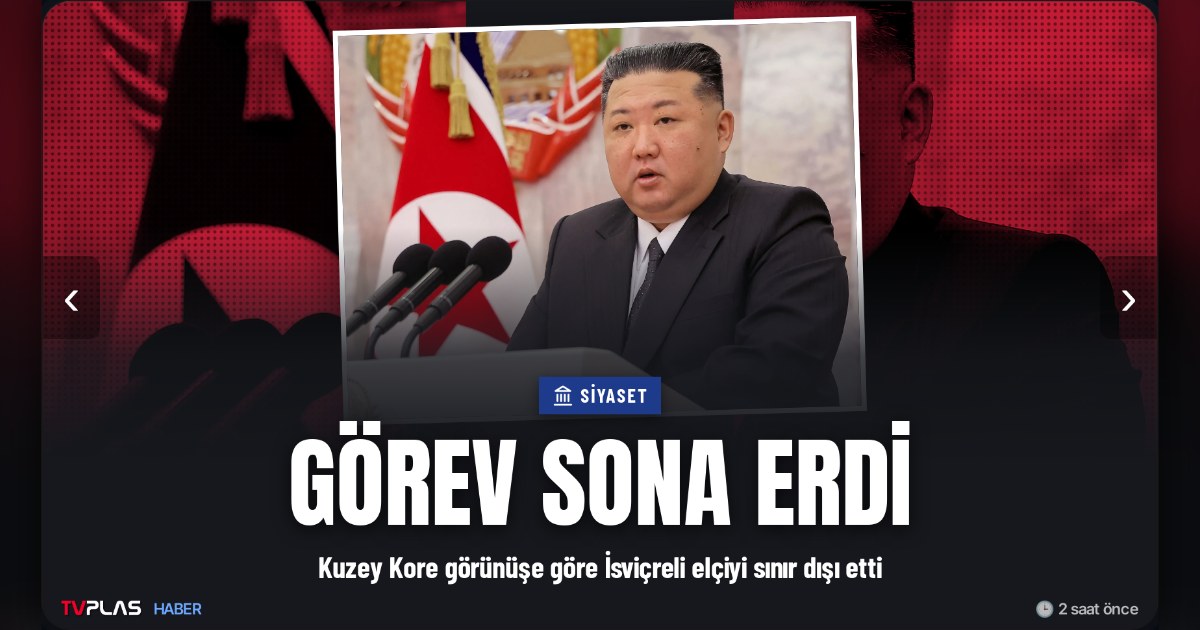 SİYASET
GÖREV SONA ERDİ
Kuzey Kore görünüşe göre İsviçreli elçiyi sınır dışı etti
TVPLAS HABER
2 saat önce